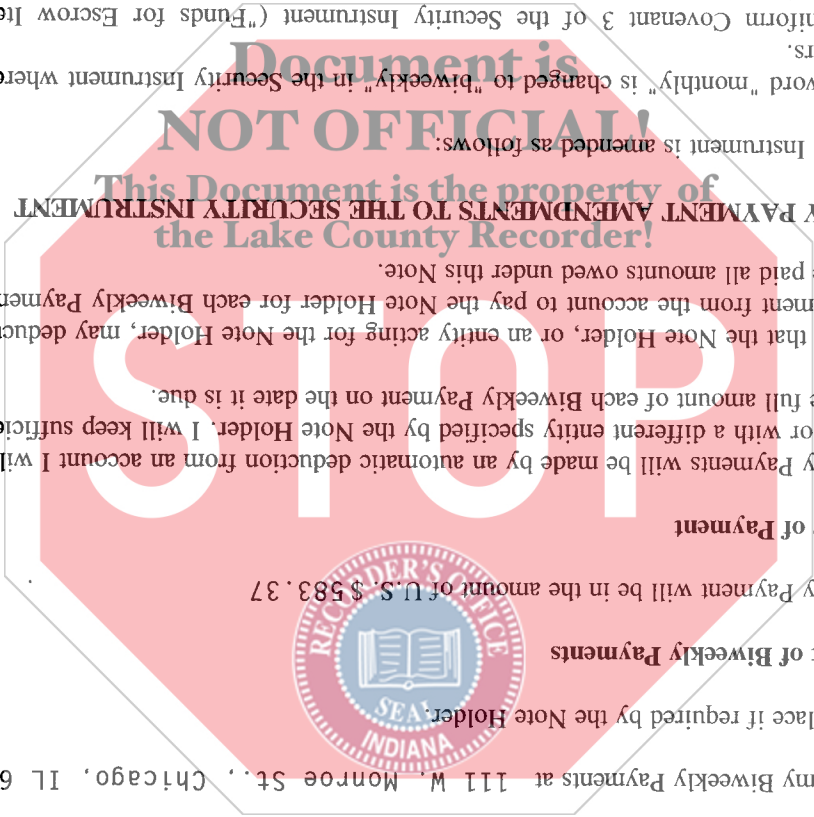 Document is
NOT OFFICIAL!
This Document is the property of
the Lake County Recorder!
STOP
RECORDER'S OFFICE
SEAL
INDIANA
my Biweekly Payments at 111 W. Monroe St., Chicago, IL 6
lace if required by the Note Holder.
t of Biweekly Payments
y Payment will be in the amount of U.S. $ 583.37
of Payment
y Payments will be made by an automatic deduction from an account I wil
or with a different entity specified by the Note Holder. I will keep sufficie
e full amount of each Biweekly Payment on the date it is due.
that the Note Holder, or an entity acting for the Note Holder, may deduc
ment from the account to pay the Note Holder for each Biweekly Paymen
e paid all amounts owed under this Note.
Y PAYMENT AMENDMENTS TO THE SECURITY INSTRUMENT
Instrument is amended as follows:
word "monthly" is changed to "biweekly" in the Security Instrument where
rs.
niform Covenant 3 of the Security Instrument ("Funds for Escrow Ite